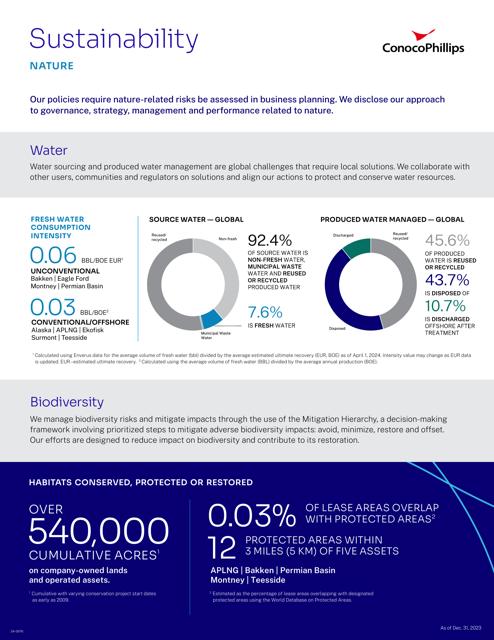 Sustainability
ConocoPhillips
NATURE
Our policies require nature-related risks be assessed in business planning. We disclose our approach
to governance, strategy, management and performance related to nature.
Water
Water sourcing and produced water management are global challenges that require local solutions. We collaborate with
other users, communities and regulators on solutions and align our actions to protect and conserve water resources.
FRESH WATER
CONSUMPTION
INTENSITY
0.06 BBL/BOE EUR¹
UNCONVENTIONAL
Bakken | Eagle Ford
Montney | Permian Basin
0.03 BBL/BOE²
CONVENTIONAL/OFFSHORE
Alaska | APLNG | Ekofisk
Surmont | Teesside
SOURCE WATER — GLOBAL
Reused/
recycled
Non-fresh
Municipal Waste
Water
92.4%
OF SOURCE WATER IS
NON-FRESH WATER,
MUNICIPAL WASTE
WATER AND REUSED
OR RECYCLED
PRODUCED WATER
7.6%
IS FRESH WATER
PRODUCED WATER MANAGED — GLOBAL
Discharged
Reused/
recycled
Disposed
45.6%
OF PRODUCED
WATER IS REUSED
OR RECYCLED
43.7%
IS DISPOSED OF
10.7%
IS DISCHARGED
OFFSHORE AFTER
TREATMENT
¹ Calculated using Enverus data for the average volume of fresh water (bbl) divided by the average estimated ultimate recovery (EUR, BOE) as of April 1, 2024. Intensity value may change as EUR data
is updated. EUR -estimated ultimate recovery. ² Calculated using the average volume of fresh water (BBL) divided by the annual production (BOE).
Biodiversity
We manage biodiversity risks and mitigate impacts through the use of the Mitigation Hierarchy, a decision-making
framework involving prioritized steps to mitigate adverse biodiversity impacts: avoid, minimize, restore and offset.
Our efforts are designed to reduce impact on biodiversity and contribute to its restoration.
HABITATS CONSERVED, PROTECTED OR RESTORED
OVER
540,000
CUMULATIVE ACRES¹
on company-owned lands
and operated assets.
¹ Cumulative with varying conservation project start dates
as early as 2009.
0.03% OF LEASE AREAS OVERLAP
WITH PROTECTED AREAS²
12 PROTECTED AREAS WITHIN
3 MILES (5 KM) OF FIVE ASSETS
APLNG | Bakken | Permian Basin
Montney | Teesside
² Estimated as the percentage of lease areas overlapping with designated
protected areas using the World Database on Protected Areas.
As of Dec. 31, 2023